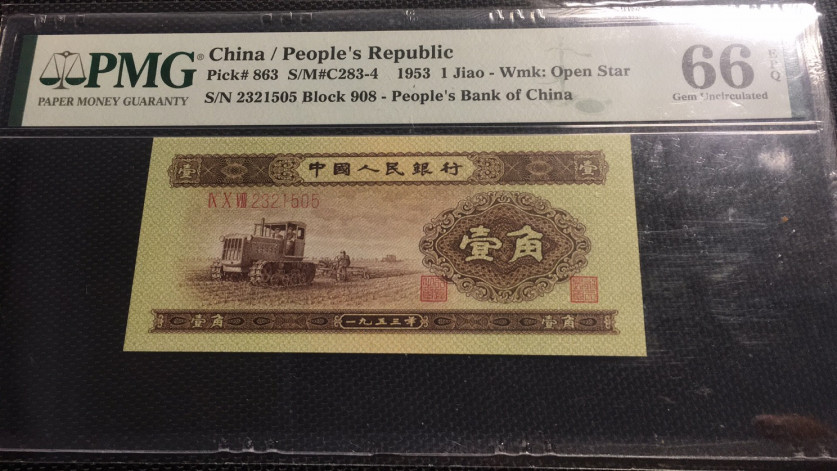 PMG®
PAPER MONEY GUARANTY
China / People's Republic
Pick# 863 S/M#C283-4 1953 1 Jiao - Wmk: Open Star
S/N 2321505 Block 908 - People's Bank of China
66 EPQ
Gem Uncirculated
壹 中國人民銀行 壹
IX X VIII 2321505
壹角
壹角 一九五三年 壹角